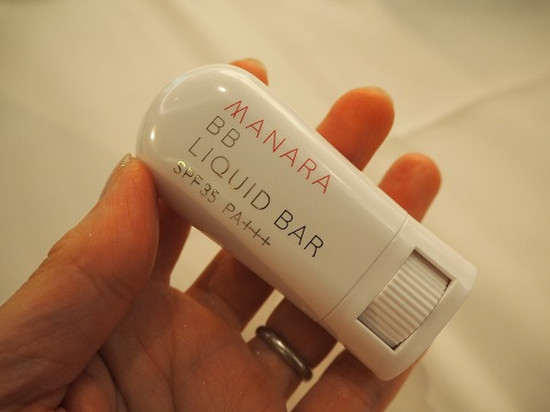 MANARA
BB
LIQUID BAR
SPF35 PA+++